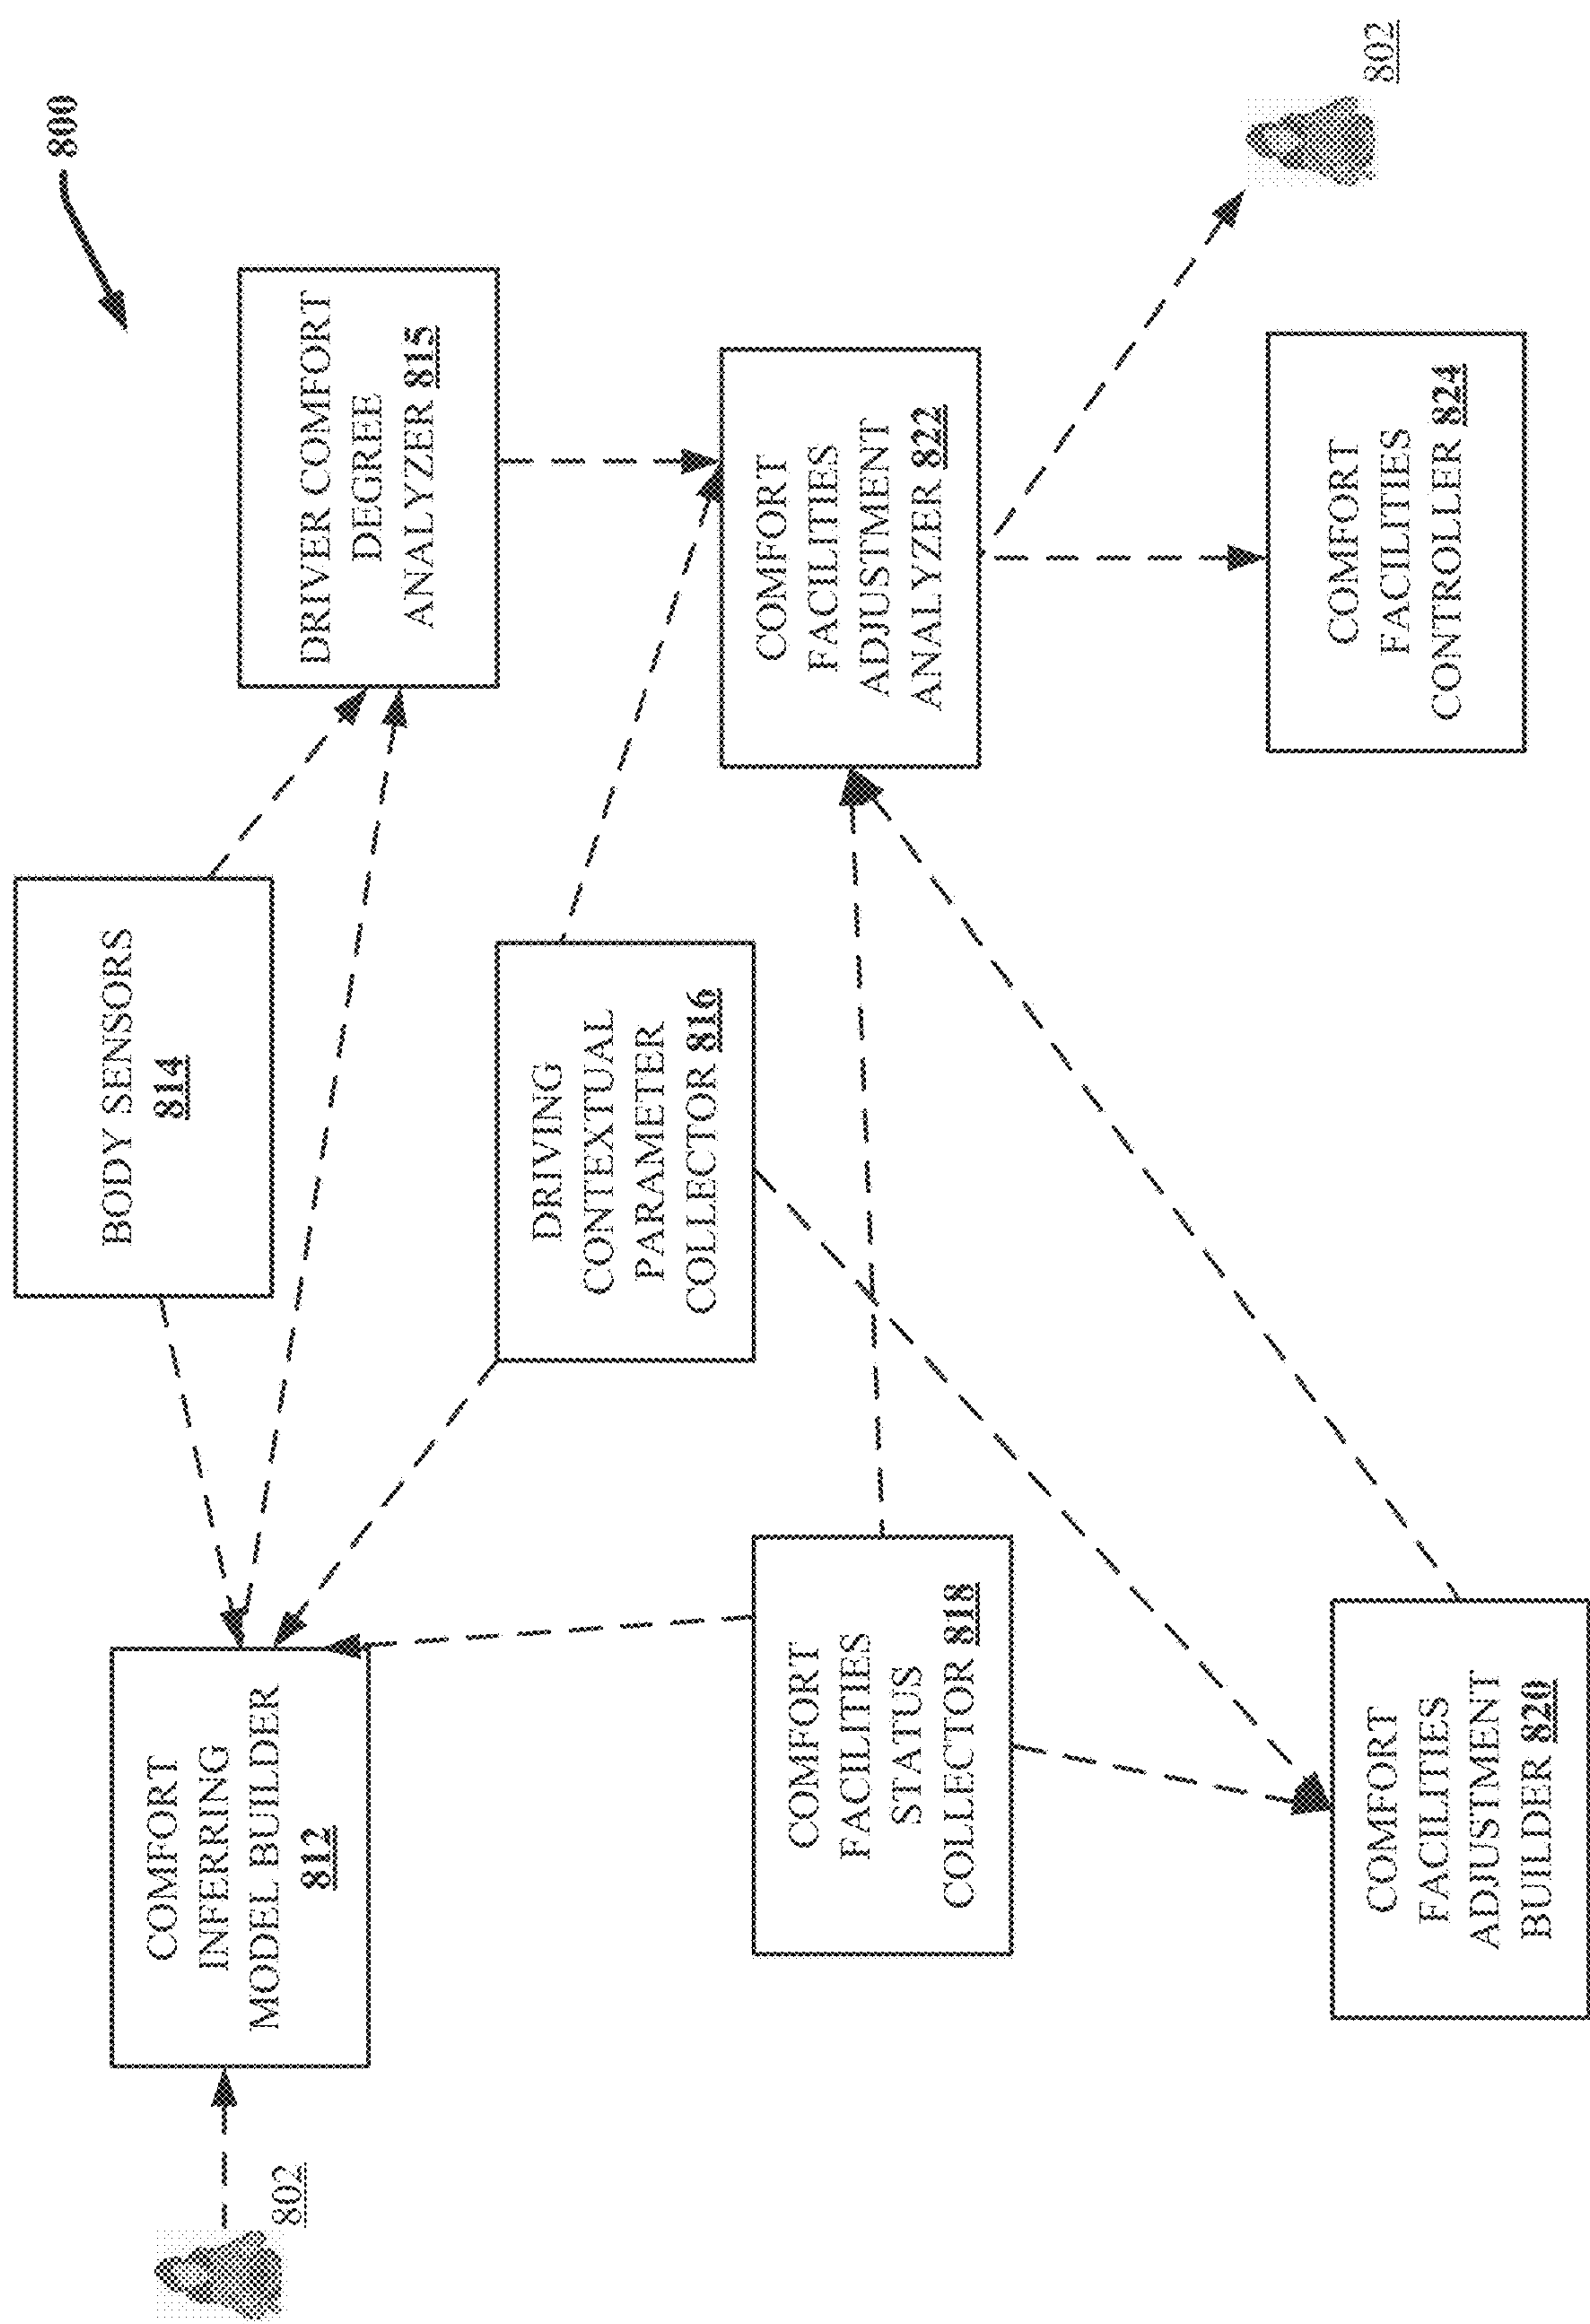 800
BODY SENSORS
814
DRIVER COMFORT
DEGREE
ANALYZER 815
802
COMFORT
INFERRING
MODEL BUILDER
812
DRIVING
CONTEXTUAL
PARAMETER
COLLECTOR 816
COMFORT
FACILITIES
ADJUSTMENT
ANALYZER 822
802
COMFORT
FACILITIES
STATUS
COLLECTOR 818
COMFORT
FACILITIES
CONTROLLER 824
COMFORT
FACILITIES
ADJUSTMENT
BUILDER 820